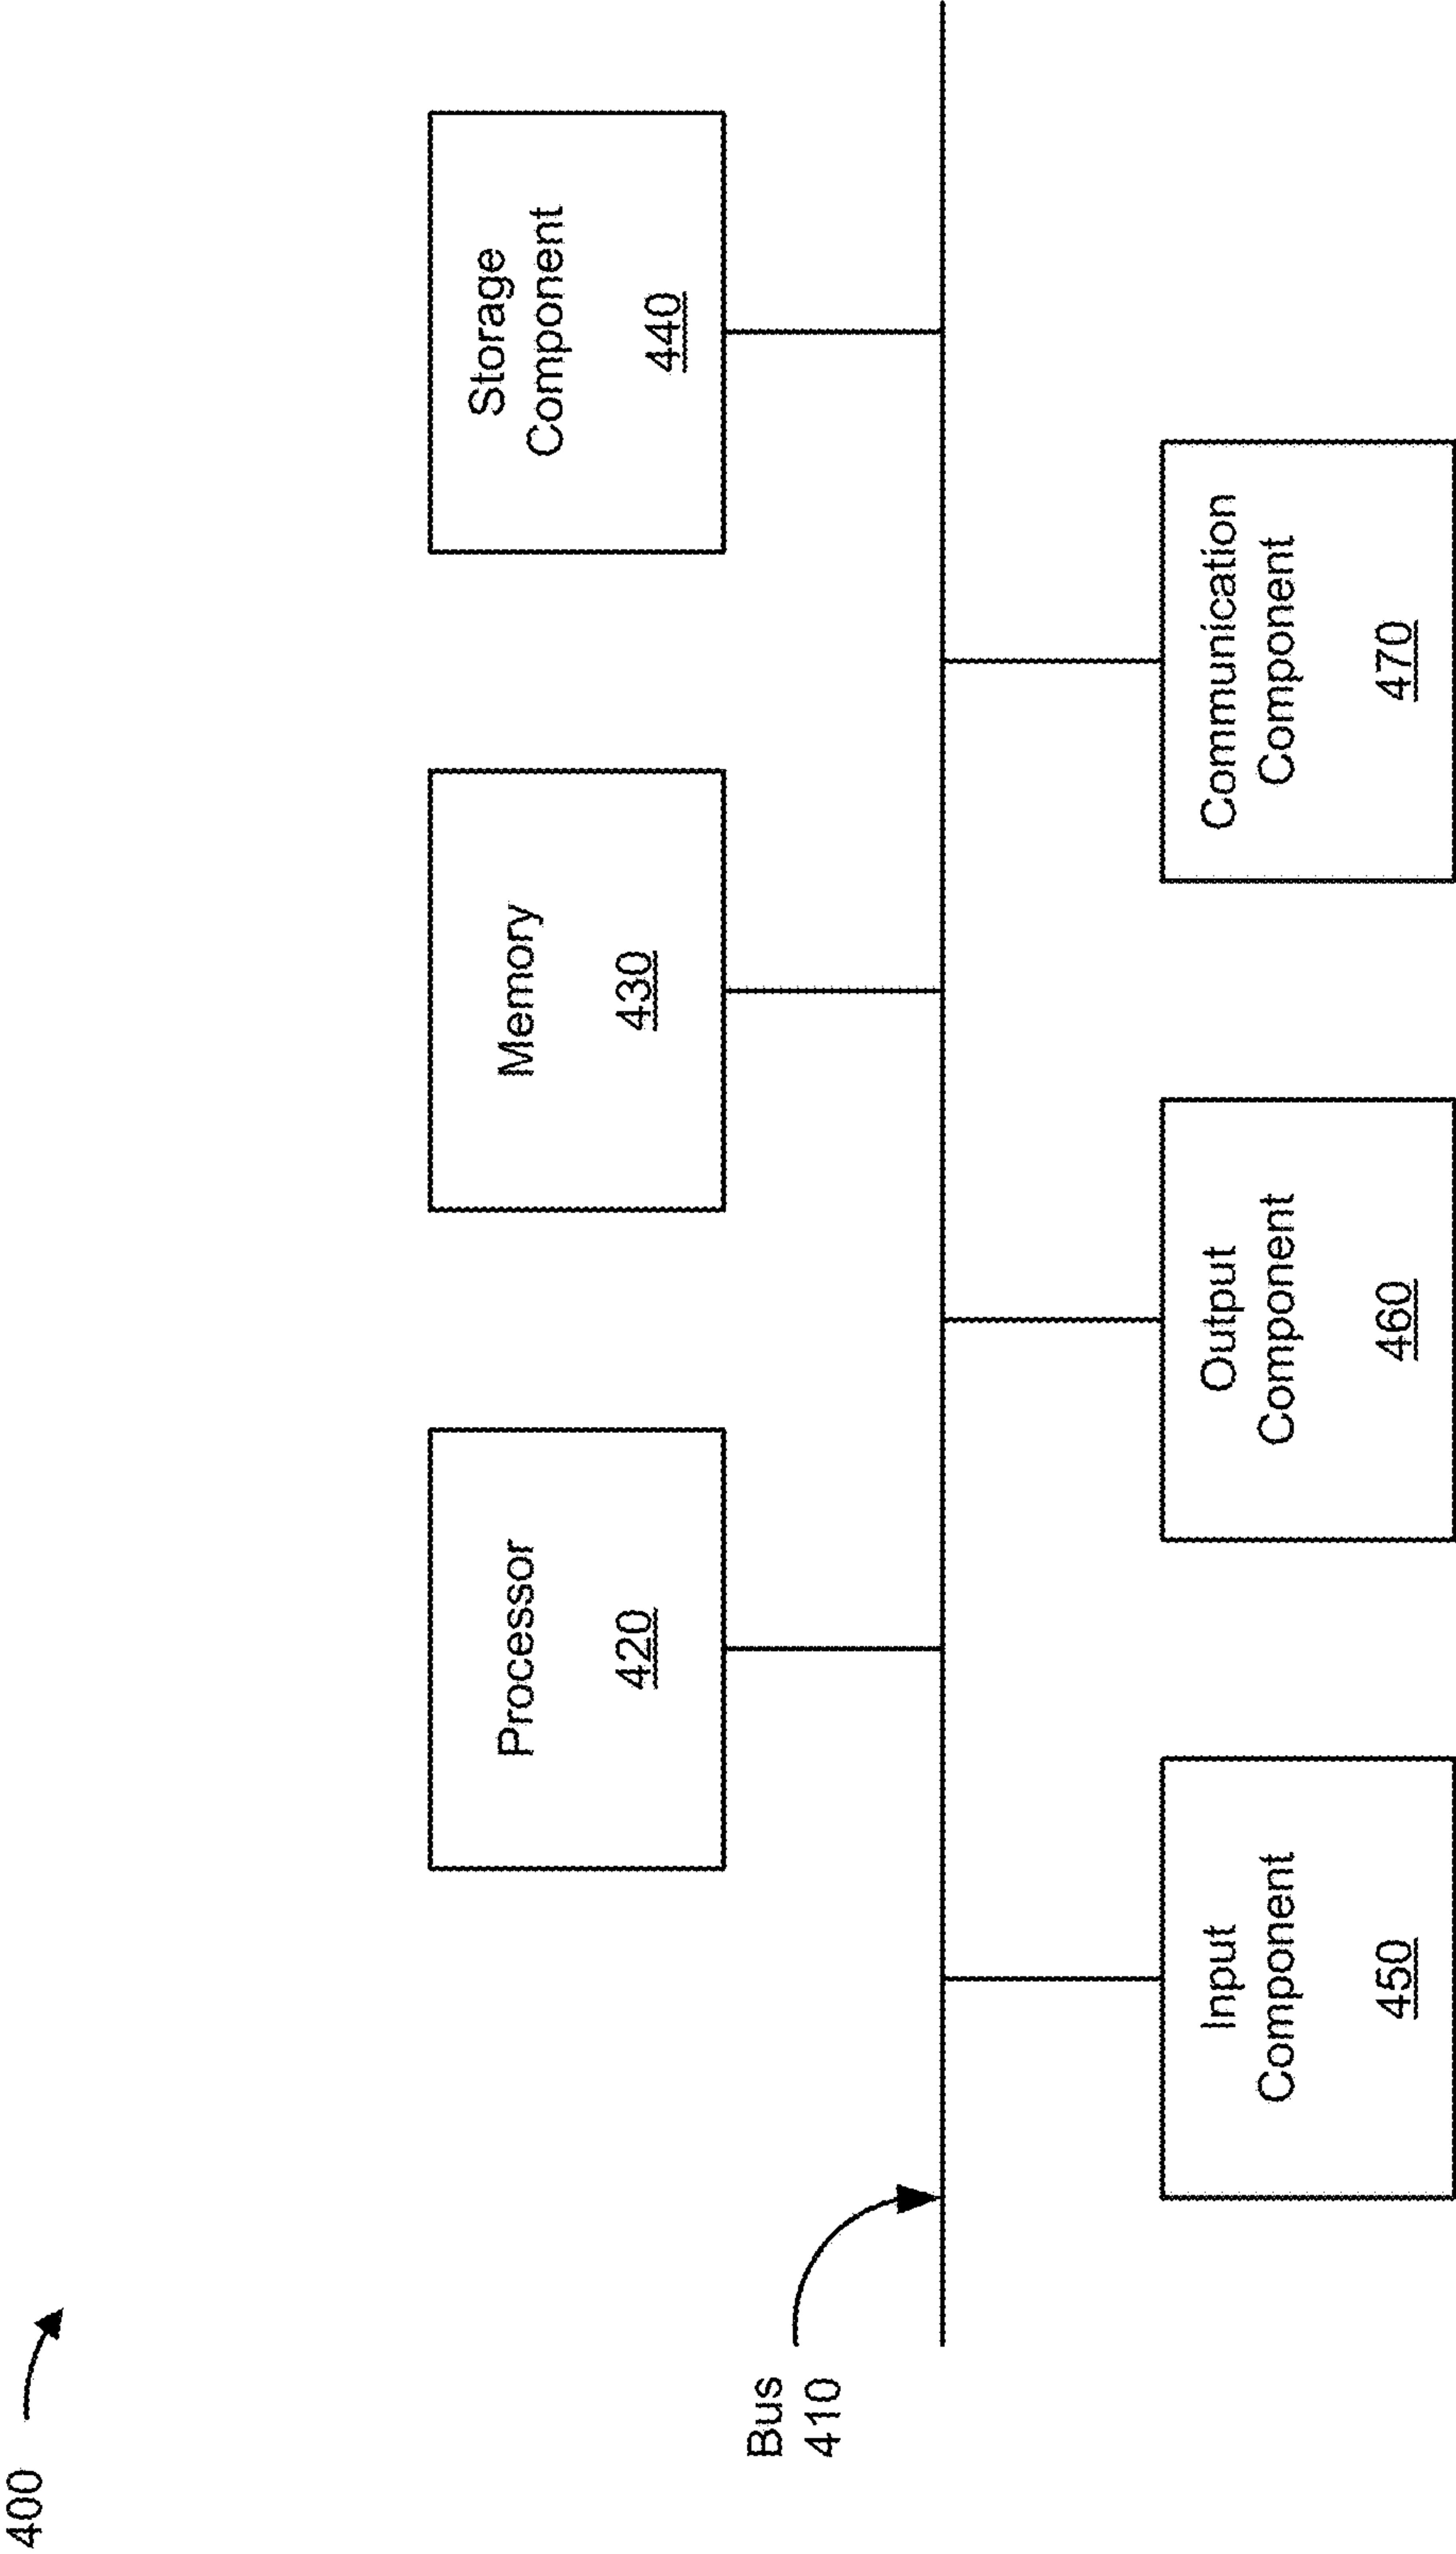 400
Bus
410
Processor
420
Memory
430
Storage
Component
440
Input
Component
450
Output
Component
460
Communication
Component
470